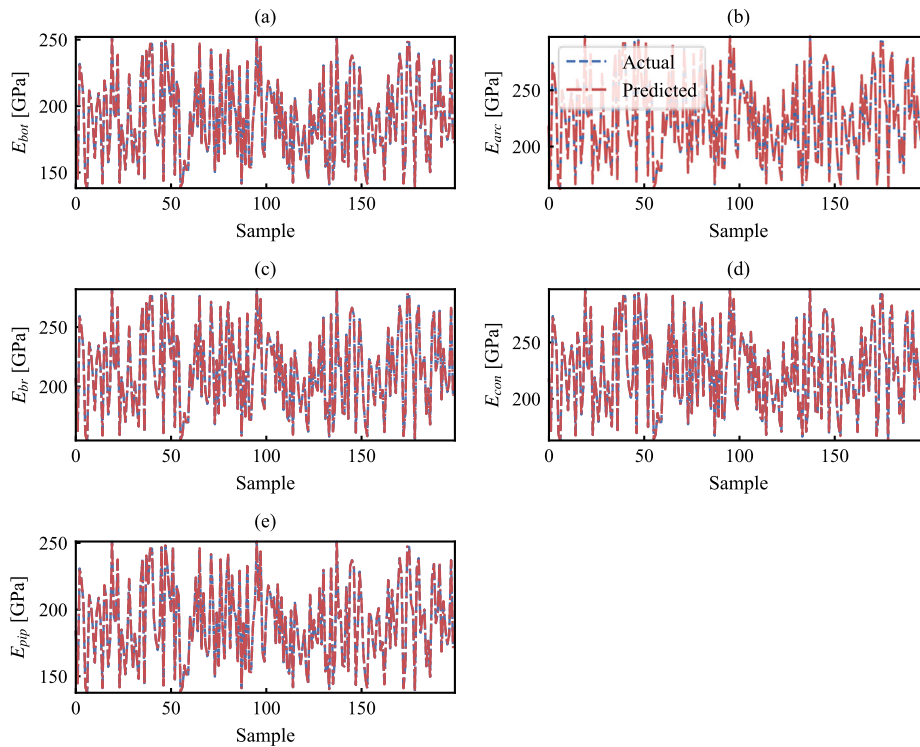 (a)
(b)
250
200
150
E_bot [GPa]
0 50 100 150
Sample
Actual
Predicted
250
200
E_arc [GPa]
0 50 100 150
Sample
(c)
(d)
250
200
E_br [GPa]
0 50 100 150
Sample
250
200
E_con [GPa]
0 50 100 150
Sample
(e)
250
200
150
E_pip [GPa]
0 50 100 150
Sample